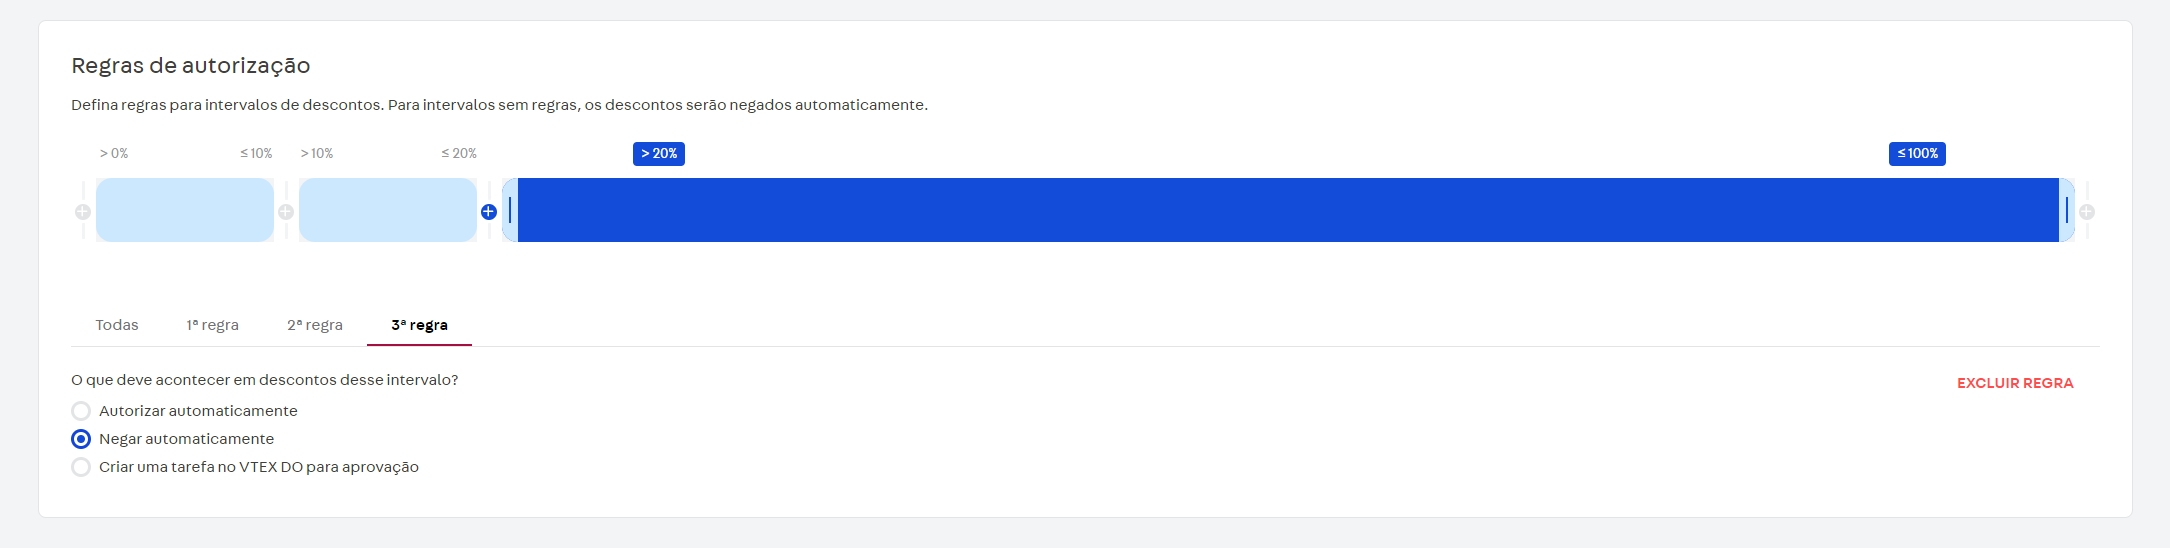 Regras de autorização
Defina regras para intervalos de descontos. Para intervalos sem regras, os descontos serão negados automaticamente.
> 0% ≤ 10% > 10% ≤ 20% > 20% ≤ 100%
Todas 1ª regra 2ª regra 3ª regra
O que deve acontecer em descontos desse intervalo?
EXCLUIR REGRA
Autorizar automaticamente
Negar automaticamente
Criar uma tarefa no VTEX DO para aprovação